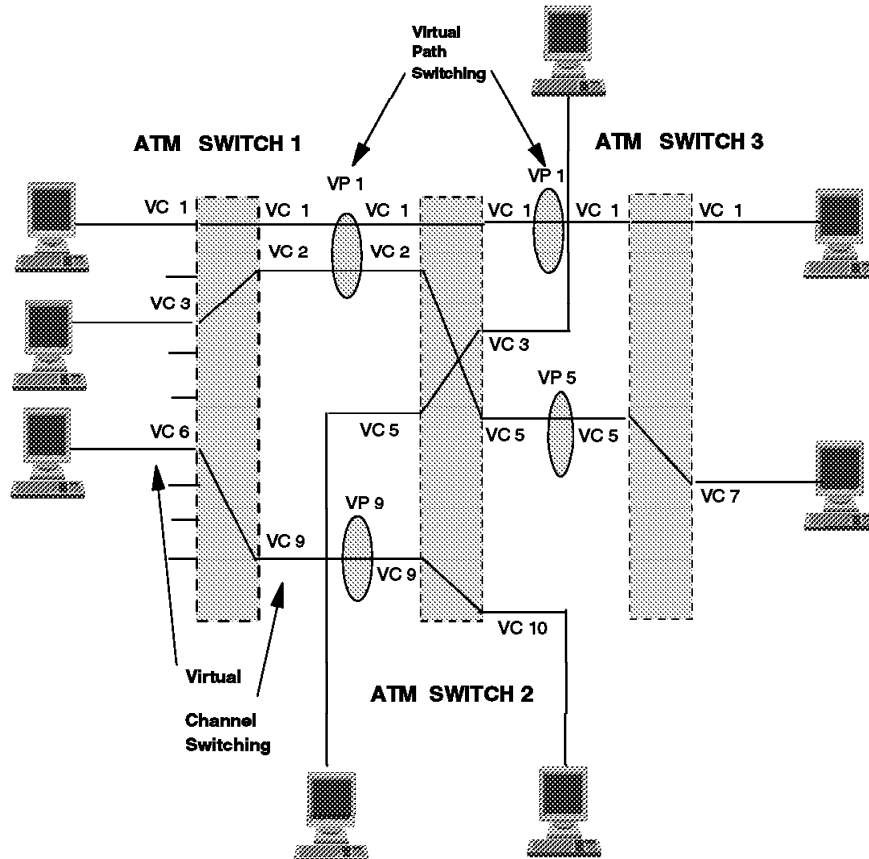 Virtual
Path
Switching
ATM SWITCH 1
ATM SWITCH 3
VP 1
VP 1
VC 1
VC 1
VC 1
VC 1
VC 1
VC 1
VC 2
VC 2
VC 3
VC 3
VP 5
VC 6
VC 5
VC 5
VC 5
VP 9
VC 7
VC 9
VC 9
VC 10
Virtual
Channel
Switching
ATM SWITCH 2